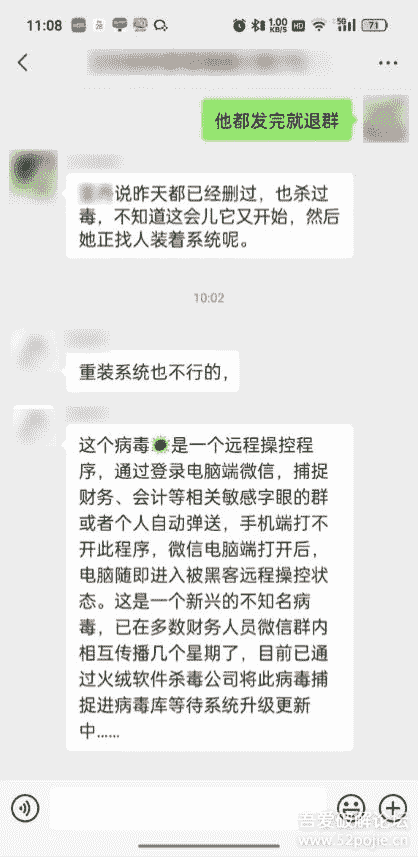 11:08
1.00
KB/S
HD
5G
71
他都发完就退群
说昨天都已经删过，也杀过
毒，不知道这会儿它又开始，然后
她正找人装着系统呢。
10:02
重装系统也不行的，
这个病毒是一个远程操控程
序，通过登录电脑端微信，捕捉
财务、会计等相关敏感字眼的群
或者个人自动弹送，手机端打不
开此程序，微信电脑端打开后，
电脑随即进入被黑客远程操控状
态。这是一个新兴的不知名病
毒，已在多数财务人员微信群内
相互传播几个星期了，目前已通
过火绒软件杀毒公司将此病毒捕
捉进病毒库等待系统升级更新
中......
吾爱破解论坛
www.52pojie.cn